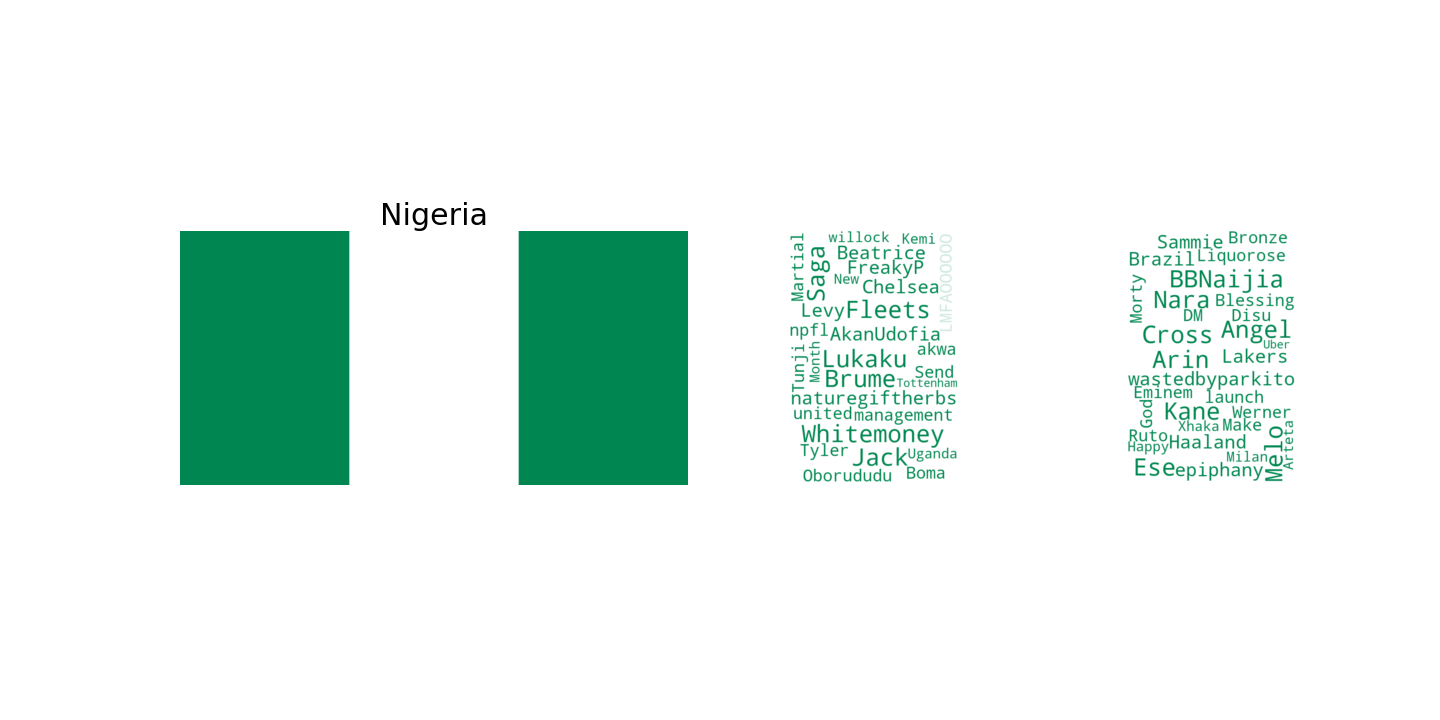 Nigeria
willock
Kemi
Martial
Saga
Beatrice
FreakyP
New
Chelsea
LMFAOOOOOO
Levy
Fleets
npfl
AkanUdofia
Tunji
Month
Lukaku
akwa
Brume
Send
Tottenham
naturegiftherbs
united
management
Whitemoney
Tyler
Jack
Uganda
Oborududu
Boma
Sammie
Bronze
Brazil
Liquorose
Morty
BBNaijia
Nara
Blessing
DM
Disu
Cross
Angel
Uber
Arin
Lakers
wastedbyparkito
Eminem
launch
God
Kane
Werner
Xhaka
Make
Ruto
Happy
Haaland
Melo
Arteta
Milan
Ese
epiphany